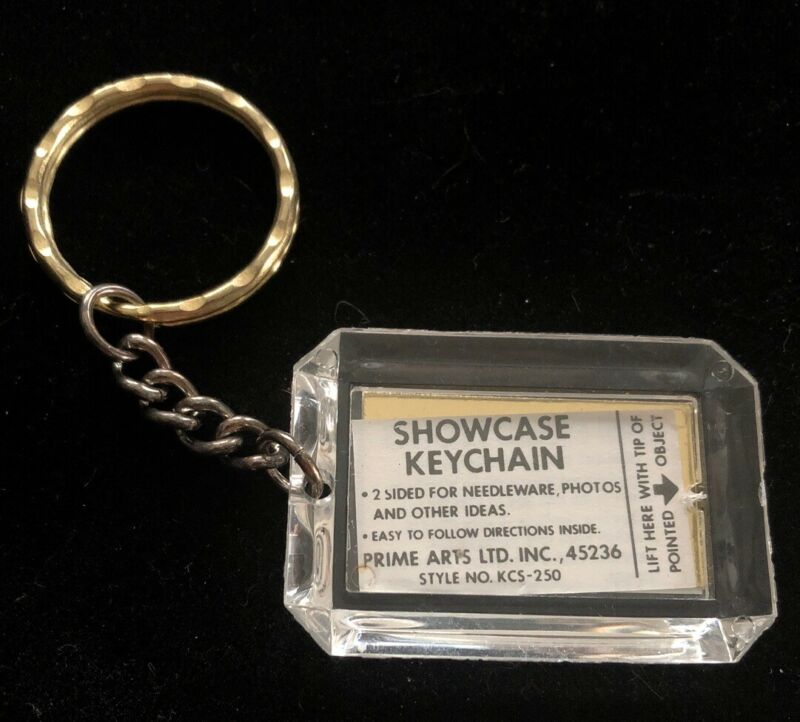 SHOWCASE
KEYCHAIN
• 2 SIDED FOR NEEDLEWARE, PHOTOS
AND OTHER IDEAS.
• EASY TO FOLLOW DIRECTIONS INSIDE.
PRIME ARTS LTD. INC., 45236
STYLE NO. KCS-250
LIFT HERE WITH TIP OF
POINTED OBJECT